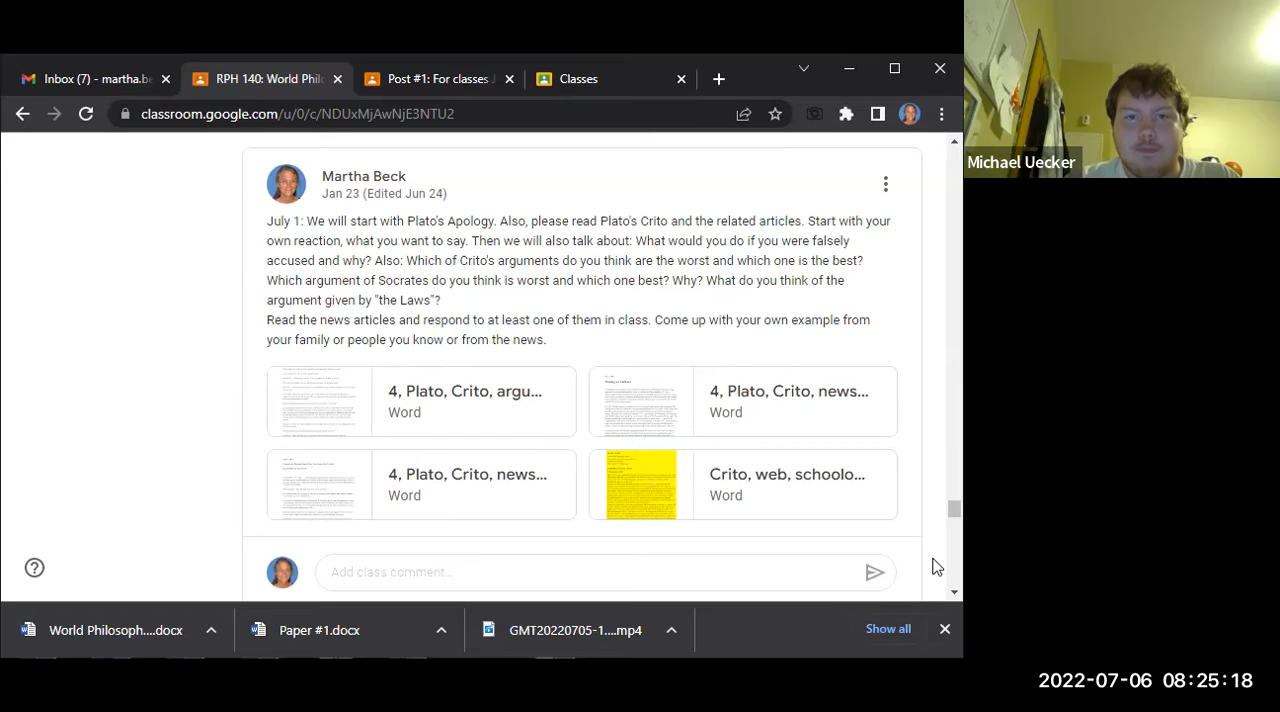 Inbox (7) - martha.be
RPH 140: World Phil
Post #1: For classes J
Classes
classroom.google.com/u/0/c/NDUxMjAwNjE3NTU2
Michael Uecker
Martha Beck
Jan 23 (Edited Jun 24)
July 1: We will start with Plato's Apology. Also, please read Plato's Crito and the related articles. Start with your
own reaction, what you want to say. Then we will also talk about: What would you do if you were falsely
accused and why? Also: Which of Crito's arguments do you think are the worst and which one is the best?
Which argument of Socrates do you think is worst and which one best? Why? What do you think of the
argument given by "the Laws"?
Read the news articles and respond to at least one of them in class. Come up with your own example from
your family or people you know or from the news.
4, Plato, Crito, argu...
Word
4, Plato, Crito, news...
Word
4, Plato, Crito, news...
Word
Crito, web, schoolo...
Word
Add class comment...
World Philosoph....docx
Paper #1.docx
GMT20220705-1....mp4
Show all
2022-07-06 08:25:18